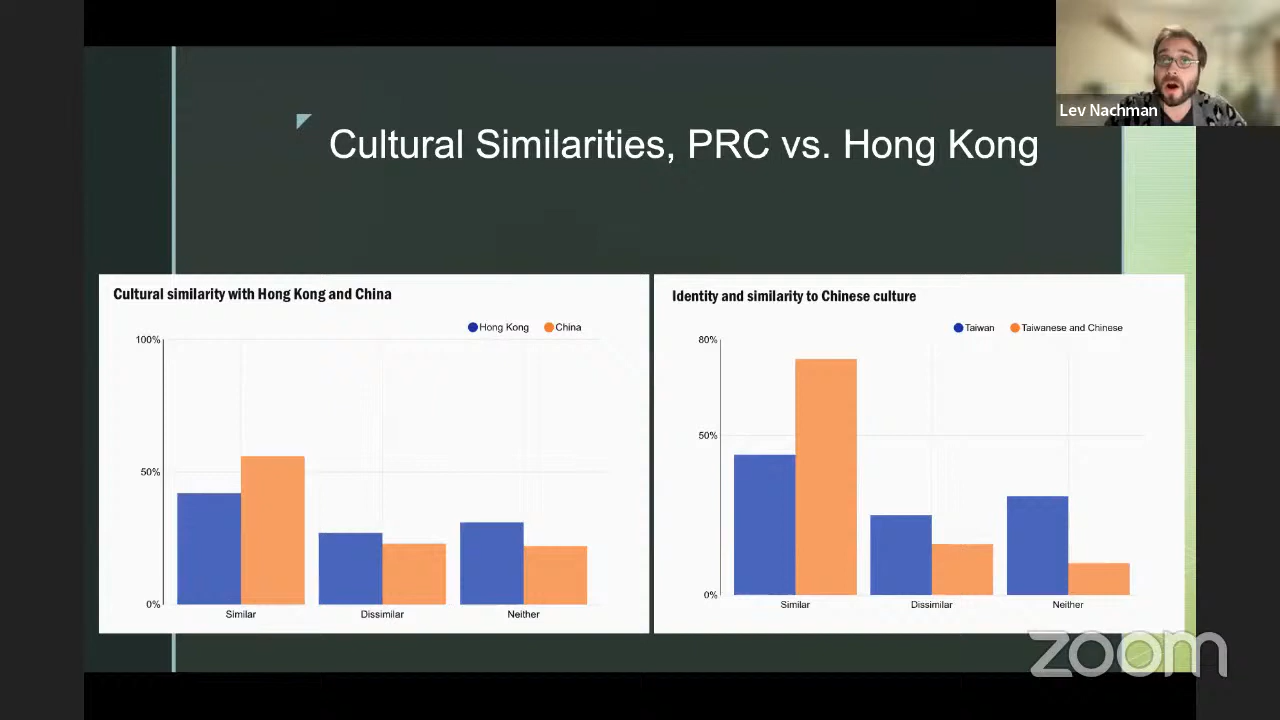 Lev Nachman
Cultural Similarities, PRC vs. Hong Kong
Cultural similarity with Hong Kong and China
Hong Kong China
100%
50%
0%
Similar Dissimilar Neither
Identity and similarity to Chinese culture
Taiwan Taiwanese and Chinese
80%
50%
0%
Similar Dissimilar Neither
zoom